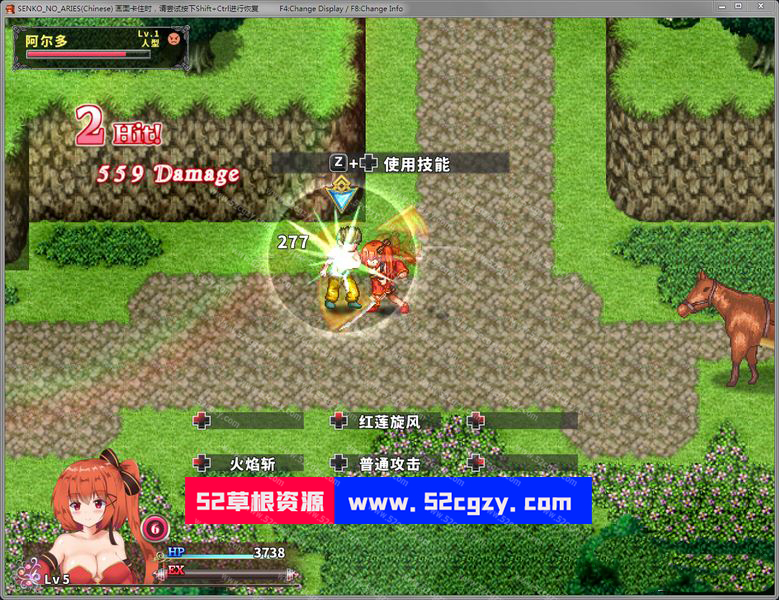 SENKO_NO_ARIES(Chinese) 画面卡住时,请尝试按下Shift+Ctrl进行恢复 F4:Change Display / F8:Change Info
阿尔多
Lv.1
人型
2 Hit!
559 Damage
Z+使用技能
277
红莲旋风
火焰斩 普通攻击
52草根资源 www.52cgzy.com
6
HP 3738
EX
Lv5